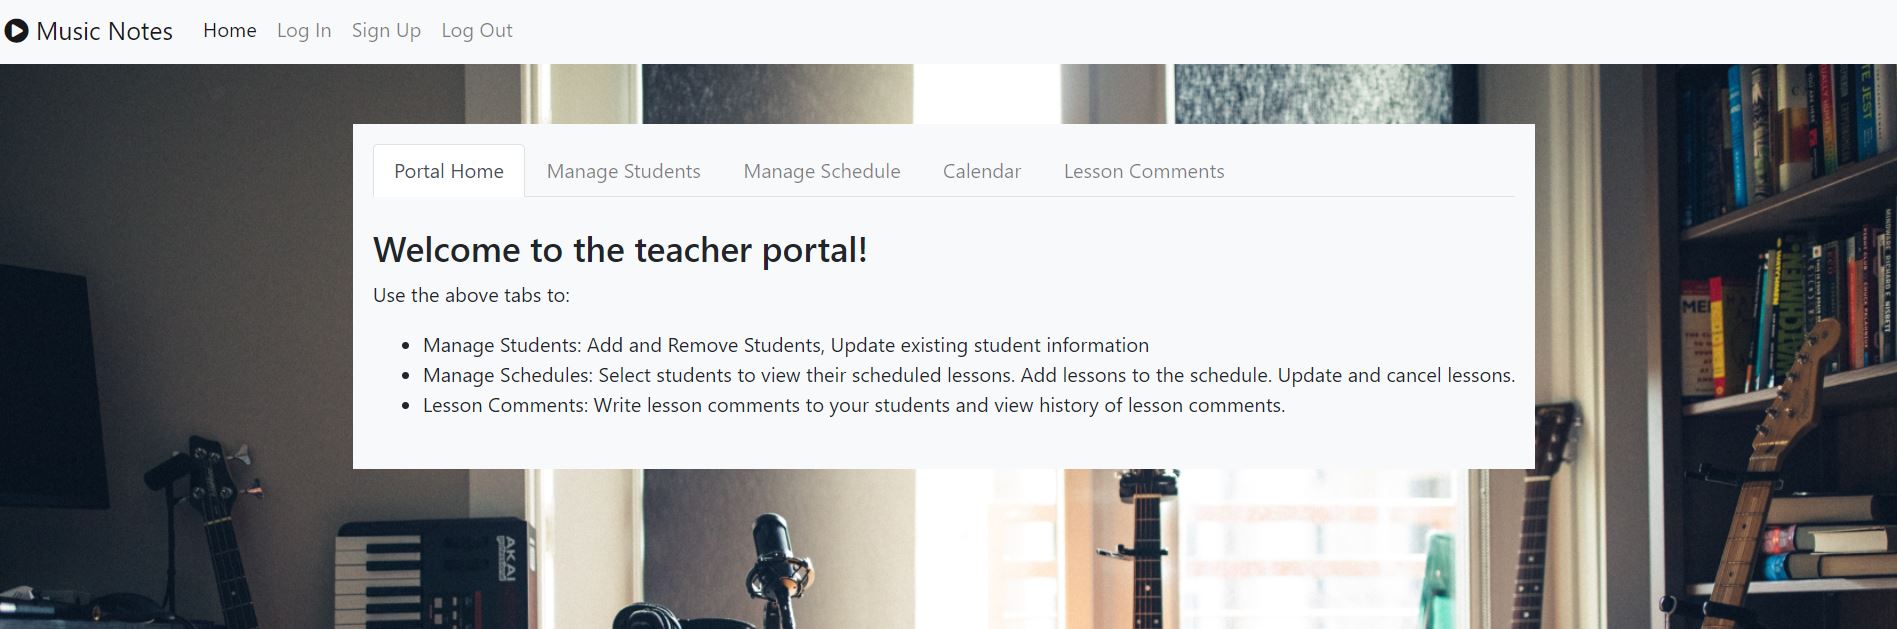 Music Notes Home Log In Sign Up Log Out
Portal Home Manage Students Manage Schedule Calendar Lesson Comments
Welcome to the teacher portal!
Use the above tabs to:
Manage Students: Add and Remove Students, Update existing student information
Manage Schedules: Select students to view their scheduled lessons. Add lessons to the schedule. Update and cancel lessons.
Lesson Comments: Write lesson comments to your students and view history of lesson comments.
WATCHMEN
AKAI